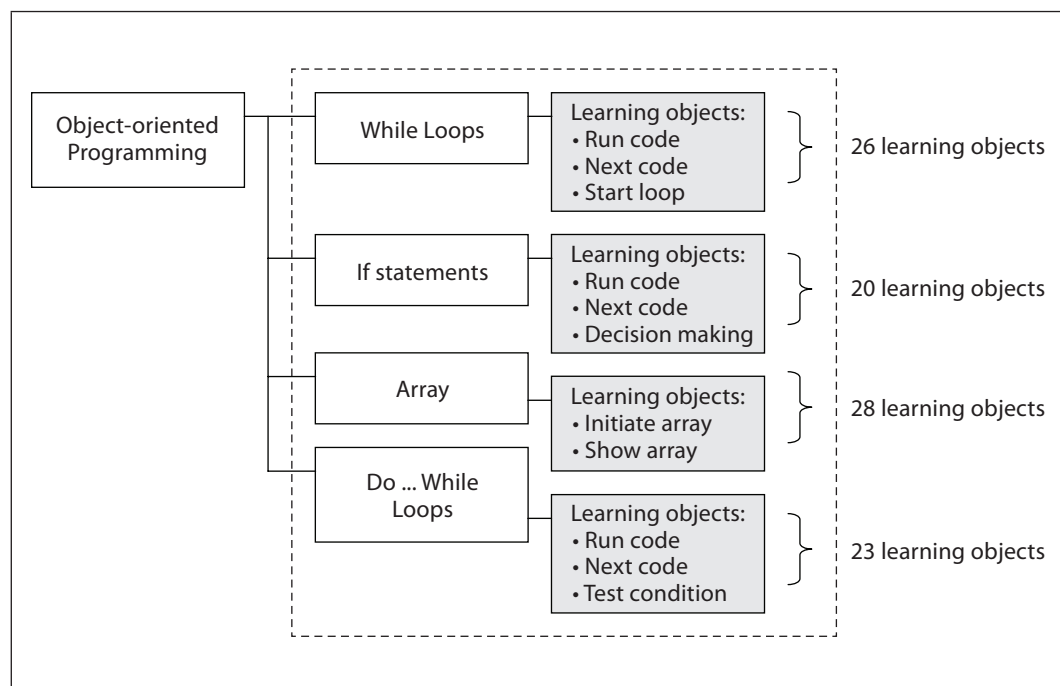 Object-oriented
Programming
While Loops
Learning objects:
• Run code
• Next code
• Start loop
26 learning objects
If statements
Learning objects:
• Run code
• Next code
• Decision making
20 learning objects
Array
Learning objects:
• Initiate array
• Show array
28 learning objects
Do ... While
Loops
Learning objects:
• Run code
• Next code
• Test condition
23 learning objects